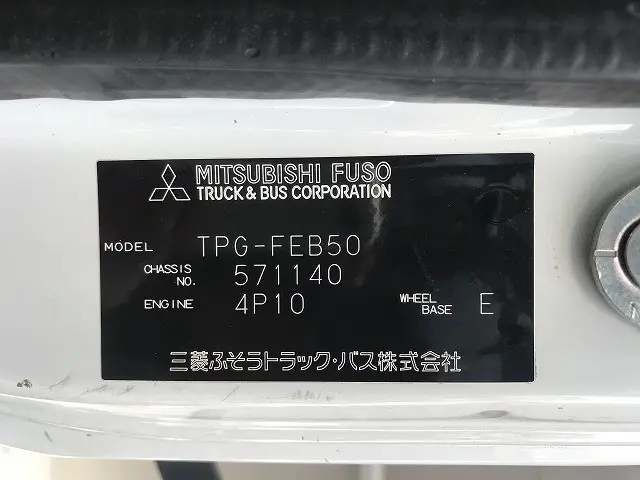 MITSUBISHI FUSO
TRUCK & BUS CORPORATION
MODEL TPG-FEB50
CHASSIS NO. 571140
ENGINE 4P10 WHEEL BASE E
三菱ふそうトラック・バス株式会社